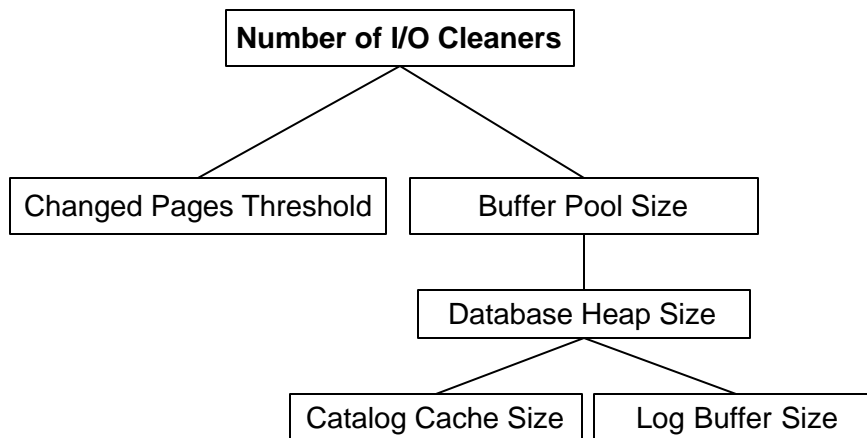 Number of I/O Cleaners
Changed Pages Threshold
Buffer Pool Size
Database Heap Size
Catalog Cache Size
Log Buffer Size